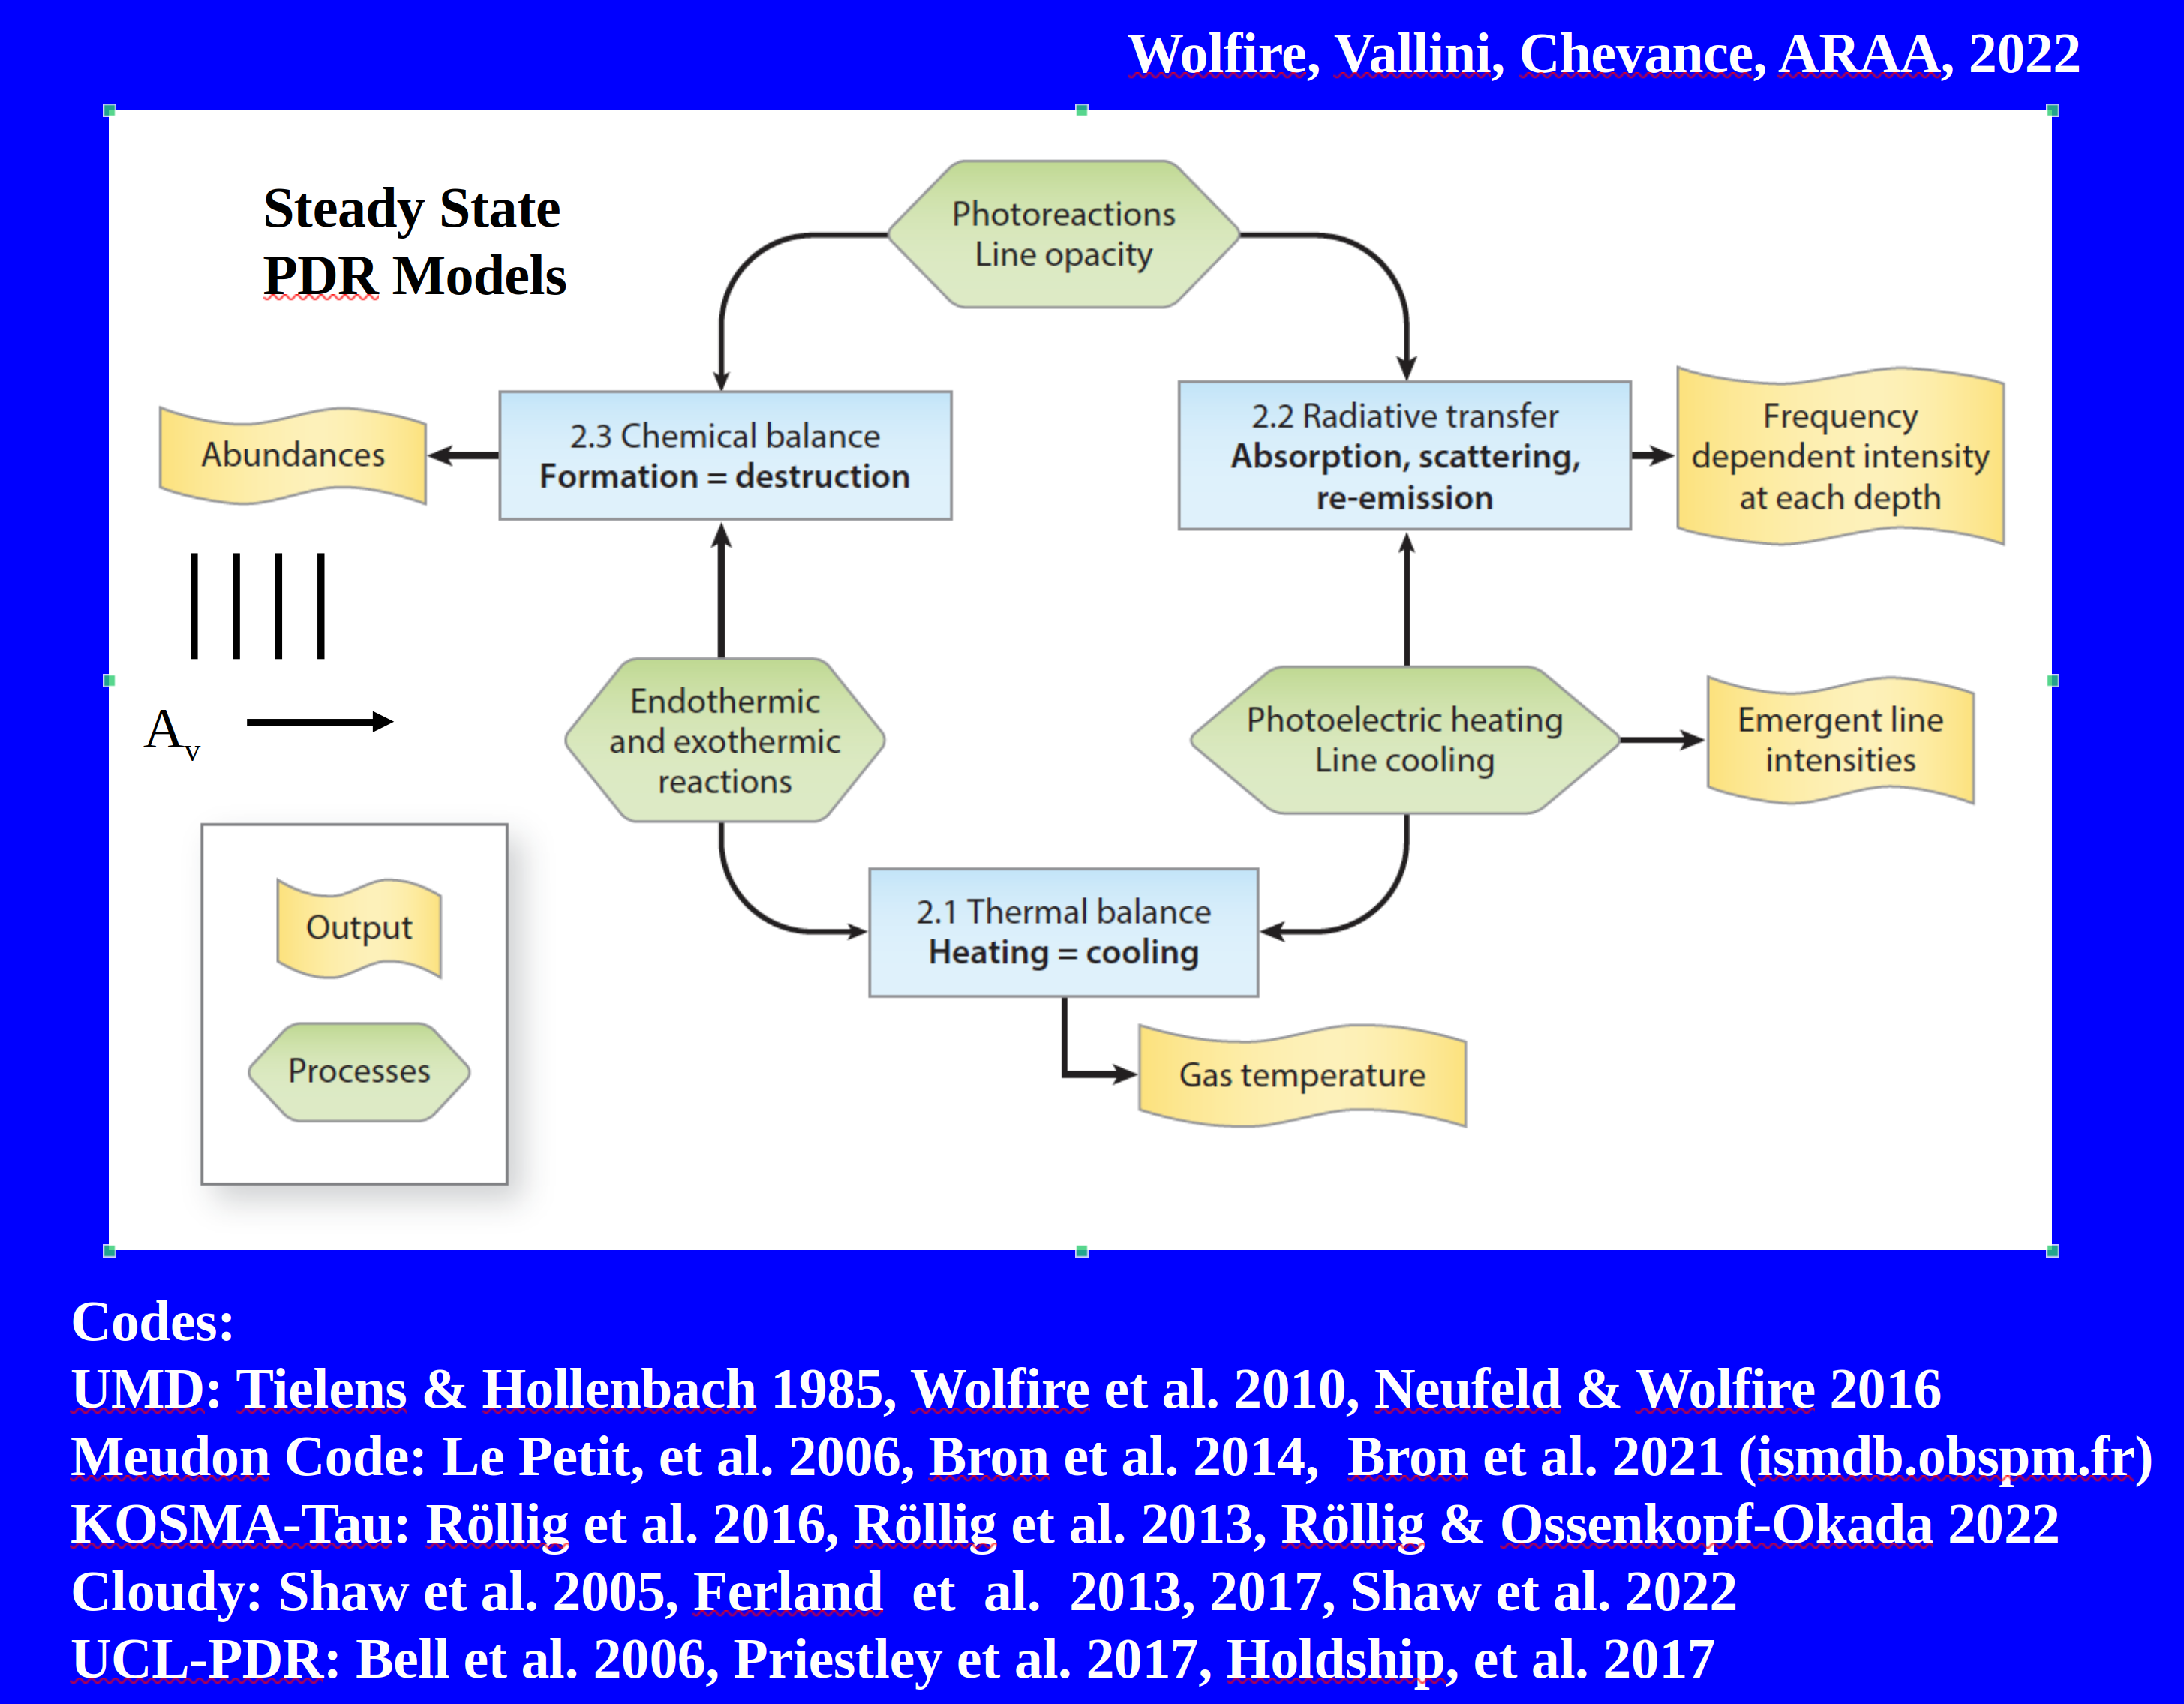 Wolfire, Vallini, Chevance, ARAA, 2022
Steady State
PDR Models
Photoreactions
Line opacity
Abundances
2.3 Chemical balance
Formation = destruction
2.2 Radiative transfer
Absorption, scattering,
re-emission
Frequency
dependent intensity
at each depth
Av
Endothermic
and exothermic
reactions
Photoelectric heating
Line cooling
Emergent line
intensities
2.1 Thermal balance
Heating = cooling
Gas temperature
Output
Processes
Codes:
UMD: Tielens & Hollenbach 1985, Wolfire et al. 2010, Neufeld & Wolfire 2016
Meudon Code: Le Petit, et al. 2006, Bron et al. 2014,  Bron et al. 2021 (ismdb.obspm.fr)
KOSMA-Tau: Röllig et al. 2016, Röllig et al. 2013, Röllig & Ossenkopf-Okada 2022
Cloudy: Shaw et al. 2005, Ferland  et  al.  2013, 2017, Shaw et al. 2022
UCL-PDR: Bell et al. 2006, Priestley et al. 2017, Holdship, et al. 2017